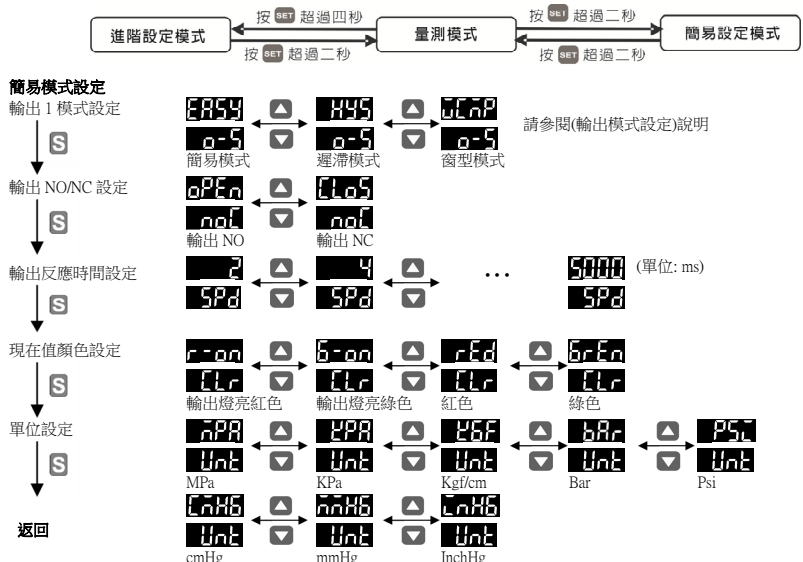 按 SET 超過四秒
按 SET 超過二秒
進階設定模式
量測模式
簡易設定模式
按 SET 超過二秒
按 SET 超過二秒
簡易模式設定
輸出 1 模式設定
EASY HYS WCMP
o-S o-S o-S
請參閱(輸出模式設定)說明
簡易模式 遲滯模式 窗型模式
S
輸出 NO/NC 設定
oPEn CLoS
noC noC
輸出 NO 輸出 NC
S
輸出反應時間設定
2 4 … 5000 (單位: ms)
SPd SPd SPd
S
現在值顏色設定
r-on G-on rEd GrEn
CLr CLr CLr CLr
輸出燈亮紅色 輸出燈亮綠色 紅色 綠色
S
單位設定
MPA KPA KGF bAr PSi
Unt Unt Unt Unt Unt
MPa KPa Kgf/cm Bar Psi
S
返回
CmHG mmHG inHG
Unt Unt Unt
cmHg mmHg InchHg